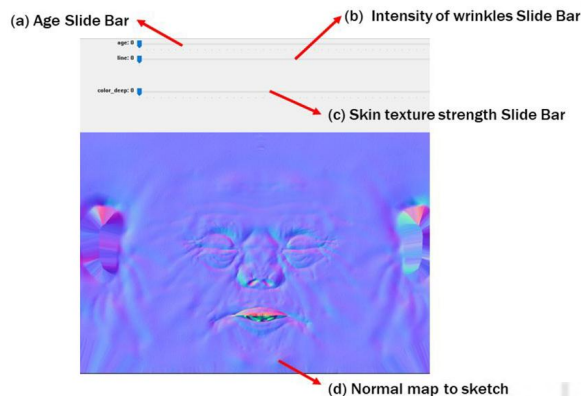 (a) Age Slide Bar
(b) Intensity of wrinkles Slide Bar
age: 0
line: 0
color_deep: 0
(c) Skin texture strength Slide Bar
(d) Normal map to sketch